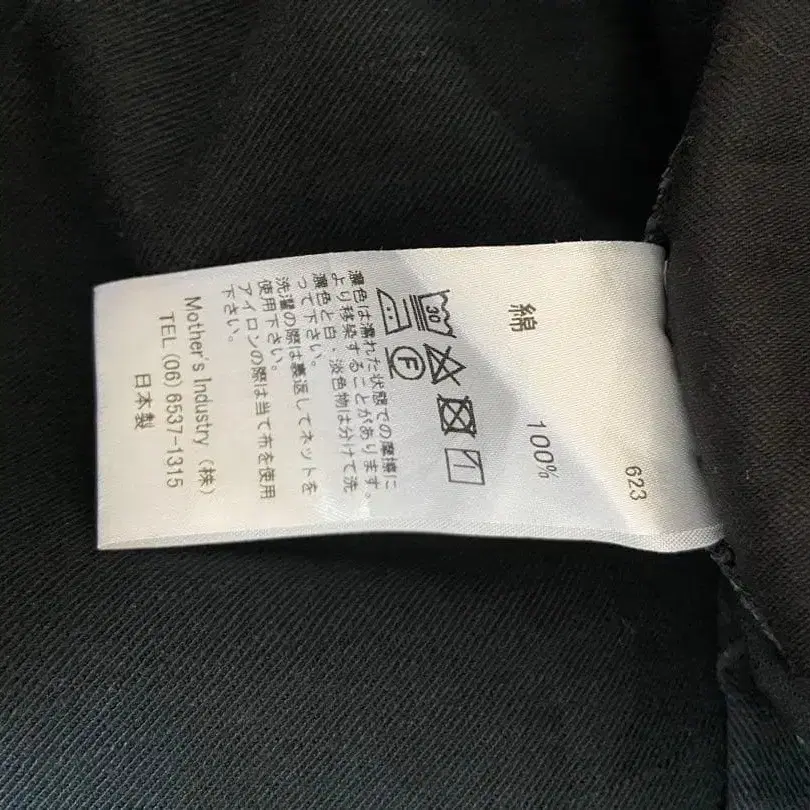 623
綿 100%
30
F
濃色は濡れた状態での摩擦に
より移染することがあります。
濃色と白、淡色物は分けて洗
って下さい。
洗濯の際は裏返してネットを
使用下さい。
アイロンの際は当て布を使用
下さい。
Mother's Industry (株)
TEL (06) 6537-1315
日本製